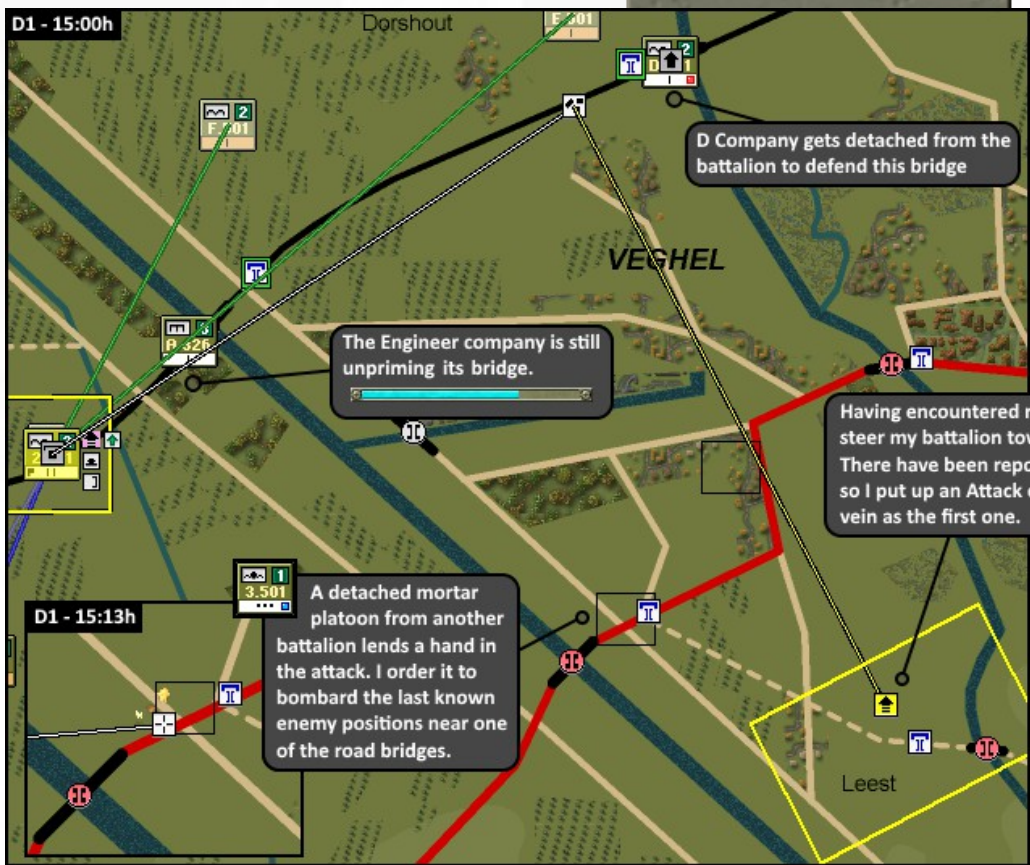 D1 - 15:00h
Dorshout
E.501
2
2
F.501
D Company gets detached from the
battalion to defend this bridge
VEGHEL
A.326
The Engineer company is still
unpriming its bridge.
2
Having encountered
steer my battalion
There have been
so I put up an Attack
vein as the first one.
1
3.501
D1 - 15:13h
A detached mortar
platoon from another
battalion lends a hand in
the attack. I order it to
bombard the last known
enemy positions near one
of the road bridges.
Leest